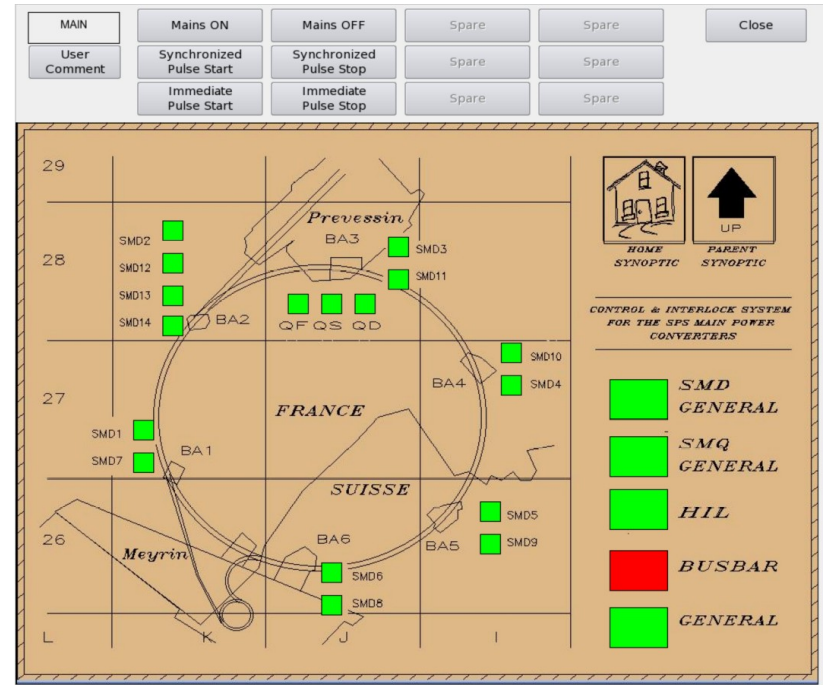 MAIN
Mains ON
Mains OFF
Spare
Spare
Close
User
Comment
Synchronized
Pulse Start
Synchronized
Pulse Stop
Spare
Spare
Immediate
Pulse Start
Immediate
Pulse Stop
Spare
Spare
29
28
27
26
L
K
J
I
Prevessin
BA3
SMD2
SMD12
SMD13
SMD14
BA2
SMD3
SMD11
QF
QS
QD
SMD10
SMD4
BA4
FRANCE
SMD1
SMD7
BA1
SUISSE
SMD5
SMD9
BA5
BA6
Meyrin
SMD6
SMD8
UP
HOME
SYNOPTIC
PARENT
SYNOPTIC
CONTROL & INTERLOCK SYSTEM
FOR THE SPS MAIN POWER
CONVERTERS
SMD
GENERAL
SMQ
GENERAL
HIL
BUSBAR
GENERAL